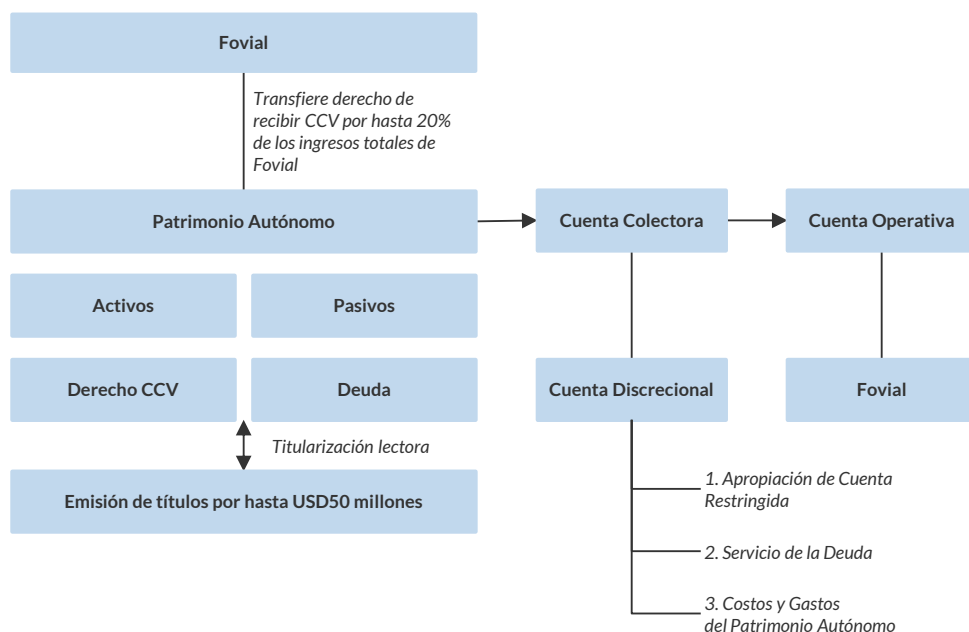 Fovial
Transfiere derecho de
recibir CCV por hasta 20%
de los ingresos totales de
Fovial
Patrimonio Autónomo
Cuenta Colectora
Cuenta Operativa
Activos
Pasivos
Derecho CCV
Deuda
Cuenta Discrecional
Fovial
Titularización lectora
Emisión de títulos por hasta USD50 millones
1. Apropiación de Cuenta
Restringida
2. Servicio de la Deuda
3. Costos y Gastos
del Patrimonio Autónomo